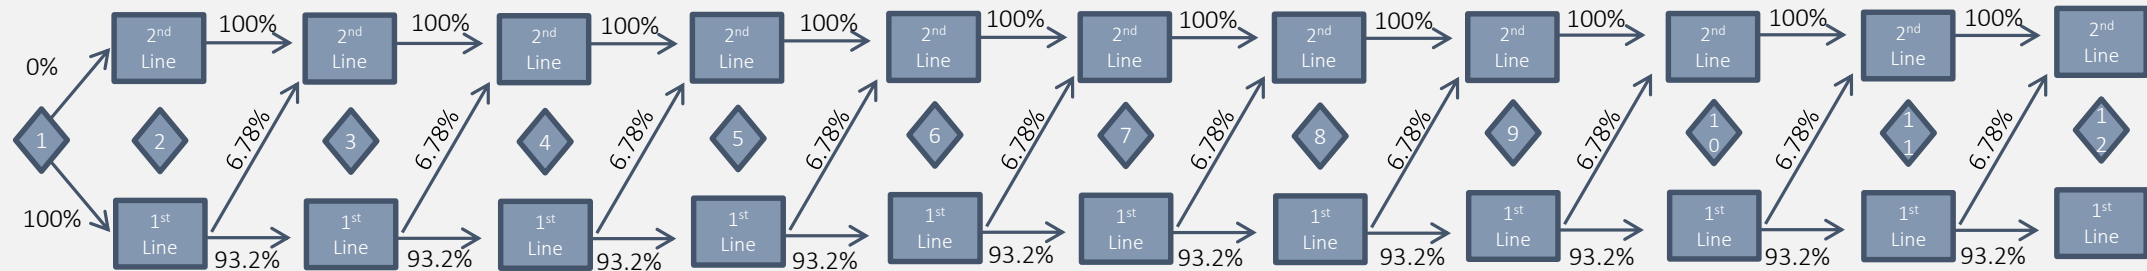 100% 100% 100% 100% 100% 100% 100% 100% 100% 100%
2nd 2nd 2nd 2nd 2nd 2nd 2nd 2nd 2nd 2nd 2nd
Line Line Line Line Line Line Line Line Line Line Line
0%
1 2 3 4 5 6 7 8 9 10 11 12
6.78% 6.78% 6.78% 6.78% 6.78% 6.78% 6.78% 6.78% 6.78% 6.78%
100%
1st 1st 1st 1st 1st 1st 1st 1st 1st 1st 1st
Line Line Line Line Line Line Line Line Line Line Line
93.2% 93.2% 93.2% 93.2% 93.2% 93.2% 93.2% 93.2% 93.2% 93.2%